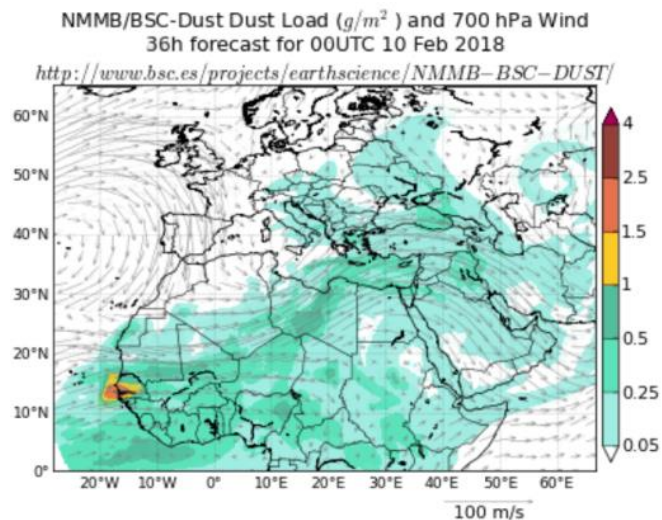 NMMB/BSC-Dust Dust Load (g/m² ) and 700 hPa Wind
36h forecast for 00UTC 10 Feb 2018
http://www.bsc.es/projects/earthscience/NMMB−BSC−DUST/
60°N
50°N
40°N
30°N
20°N
10°N
0°
20°W 10°W 0° 10°E 20°E 30°E 40°E 50°E 60°E
4
2.5
1.5
1
0.5
0.25
0.05
100 m/s